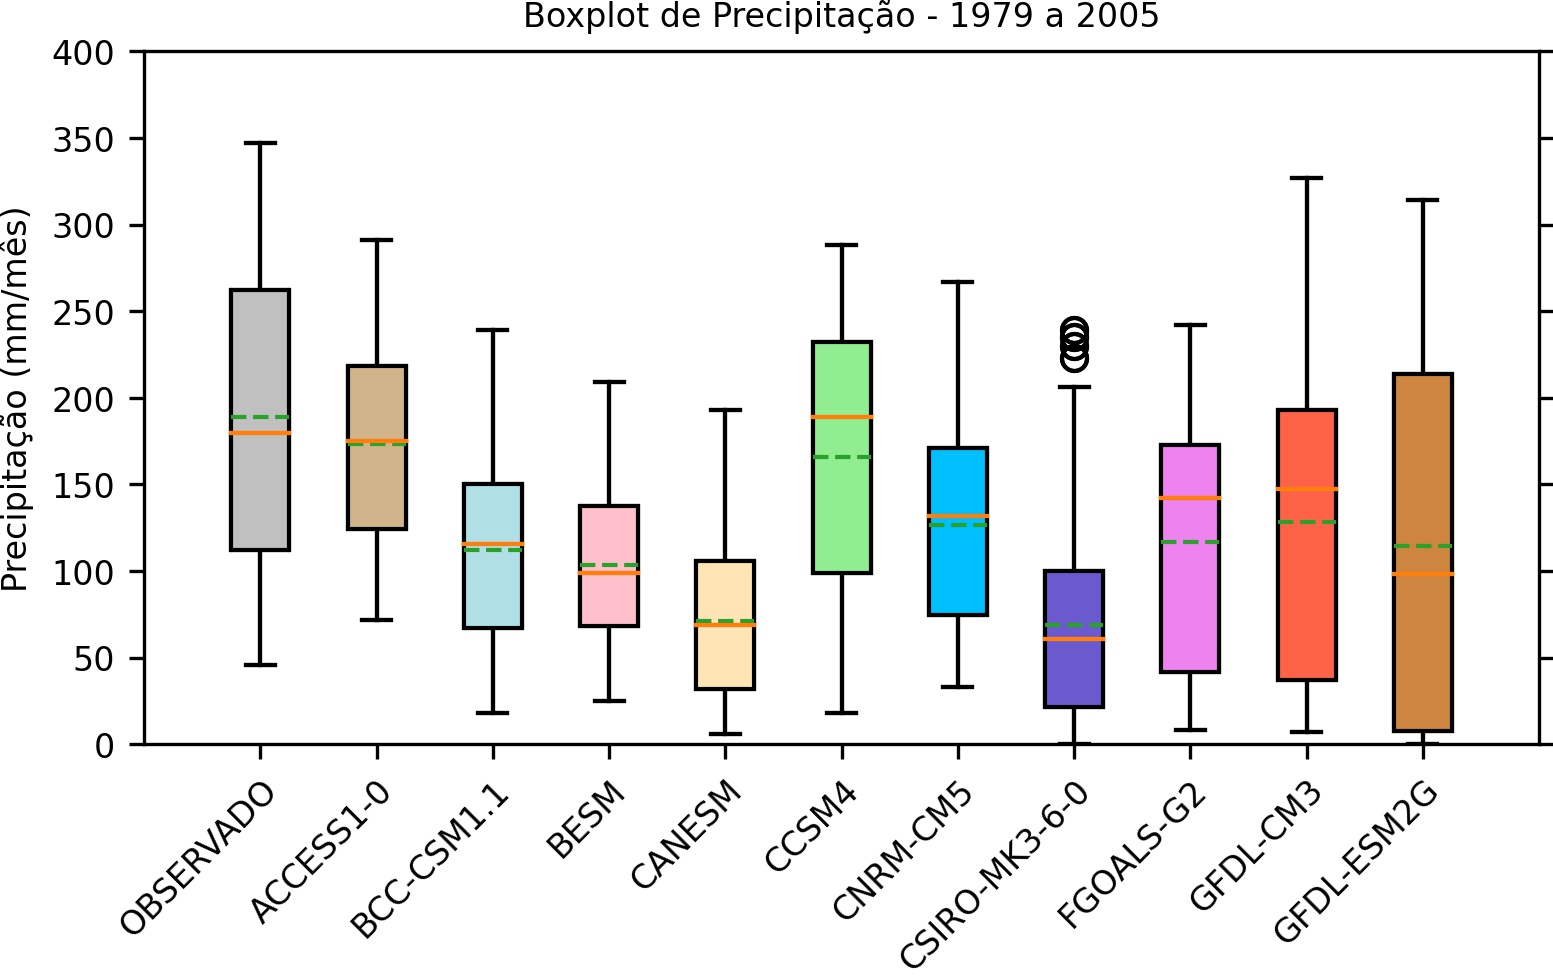 Boxplot de Precipitação - 1979 a 2005
Precipitação (mm/mês)
400
350
300
250
200
150
100
50
0
OBSERVADO
ACCESS1-0
BCC-CSM1.1
BESM
CANESM
CCSM4
CNRM-CM5
CSIRO-MK3-6-0
FGOALS-G2
GFDL-CM3
GFDL-ESM2G